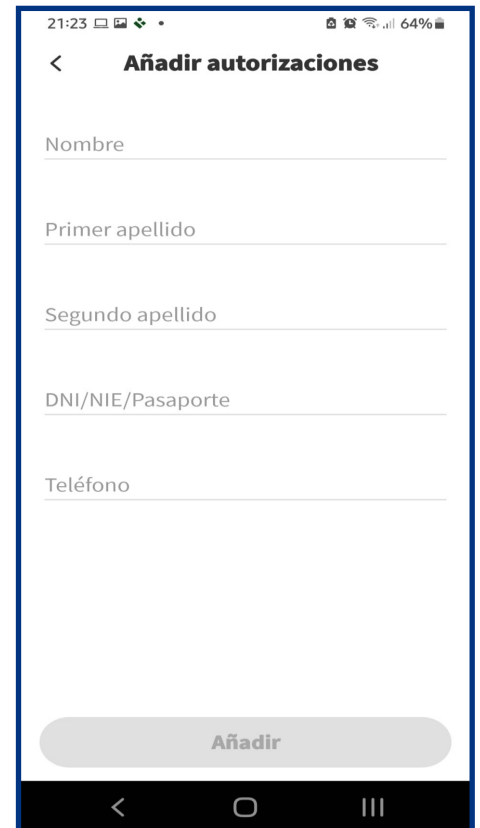 21:23 64%
Añadir autorizaciones
Nombre
Primer apellido
Segundo apellido
DNI/NIE/Pasaporte
Teléfono
Añadir